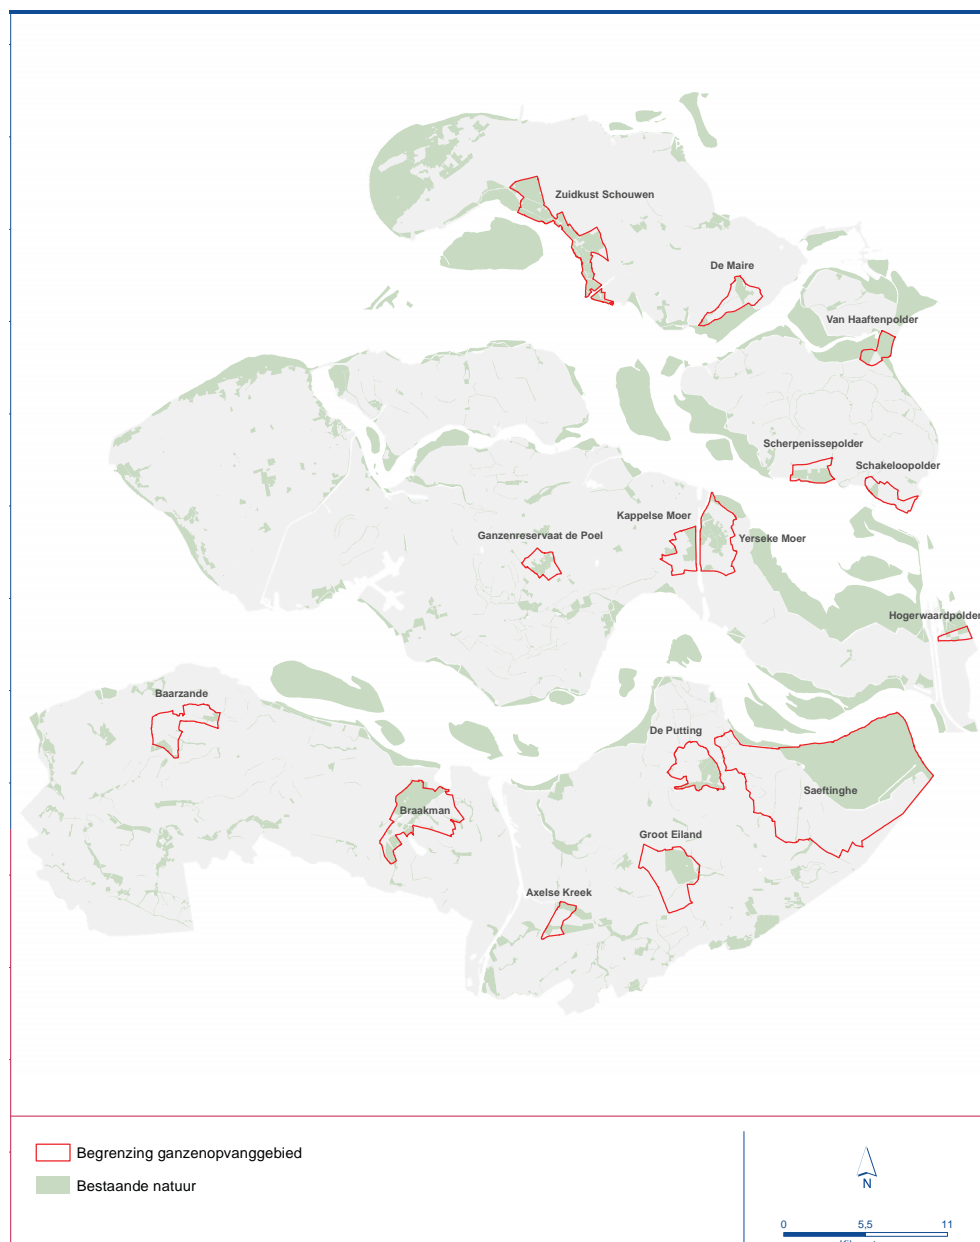 Zuidkust Schouwen
De Maire
Van Haaftenpolder
Scherpenissepolder
Schakeloopolder
Kappelse Moer
Ganzenreservaat de Poel
Yerseke Moer
Hogerwaardpolder
Baarzande
De Putting
Saeftinghe
Braakman
Groot Eiland
Axelse Kreek
Begrenzing ganzenopvanggebied
Bestaande natuur
N
0 5,5 11